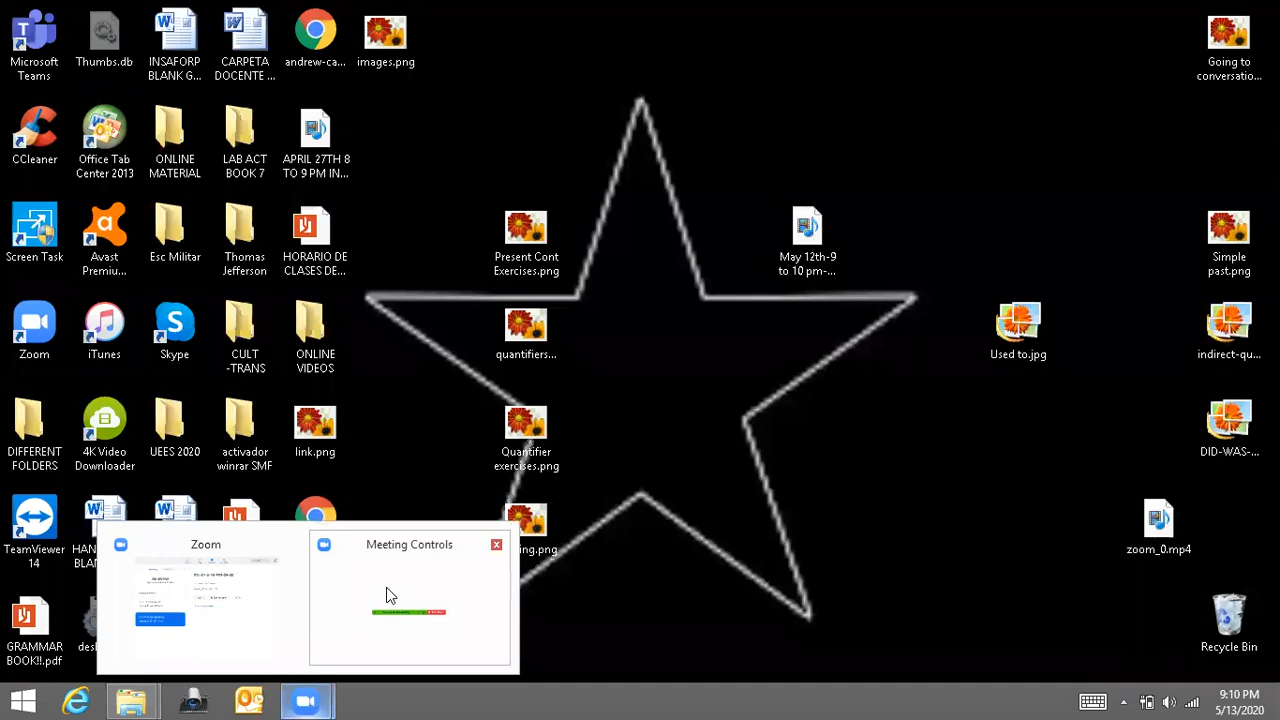 Microsoft
Teams
Thumbs.db
INSAFORP
BLANK G...
CARPETA
DOCENTE ...
andrew-ca...
images.png
Going to
conversatio...
CCleaner
Office Tab
Center 2013
ONLINE
MATERIAL
LAB ACT
BOOK 7
APRIL 27TH 8
TO 9 PM IN...
Screen Task
Avast
Premiu...
Esc Militar
Thomas
Jefferson
HORARIO DE
CLASES DE...
Present Cont
Exercises.png
May 12th-9
to 10 pm-...
Simple
past.png
Zoom
iTunes
Skype
CULT
-TRANS
ONLINE
VIDEOS
quantifiers...
Used to.jpg
indirect-qu...
DIFFERENT
FOLDERS
4K Video
Downloader
UEES 2020
activador
winrar SMF
link.png
Quantifier
exercises.png
DID-WAS-...
TeamViewer
14
HAN
BLAN
Zoom
Meeting Controls
zoom_0.mp4
GRAMMAR
BOOK!!.pdf
Recycle Bin
9:10 PM
5/13/2020